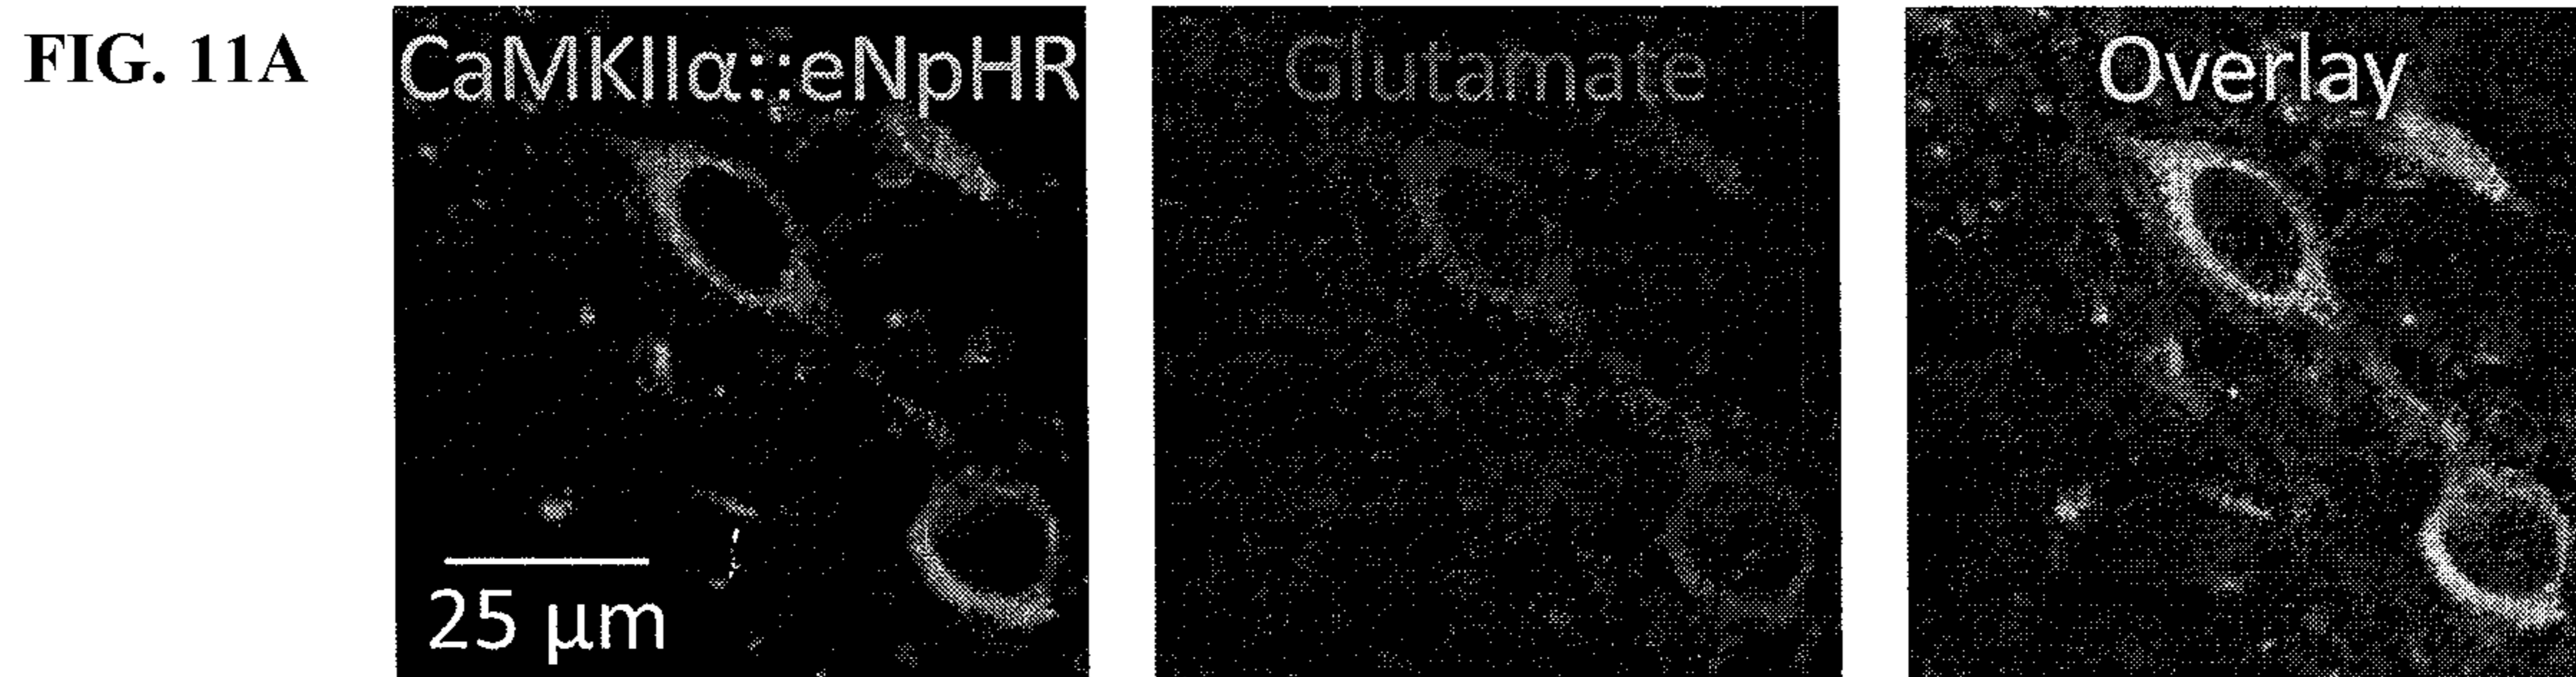 FIG. 11A
CaMKIIα::eNpHR
Glutamate
Overlay
25 μm